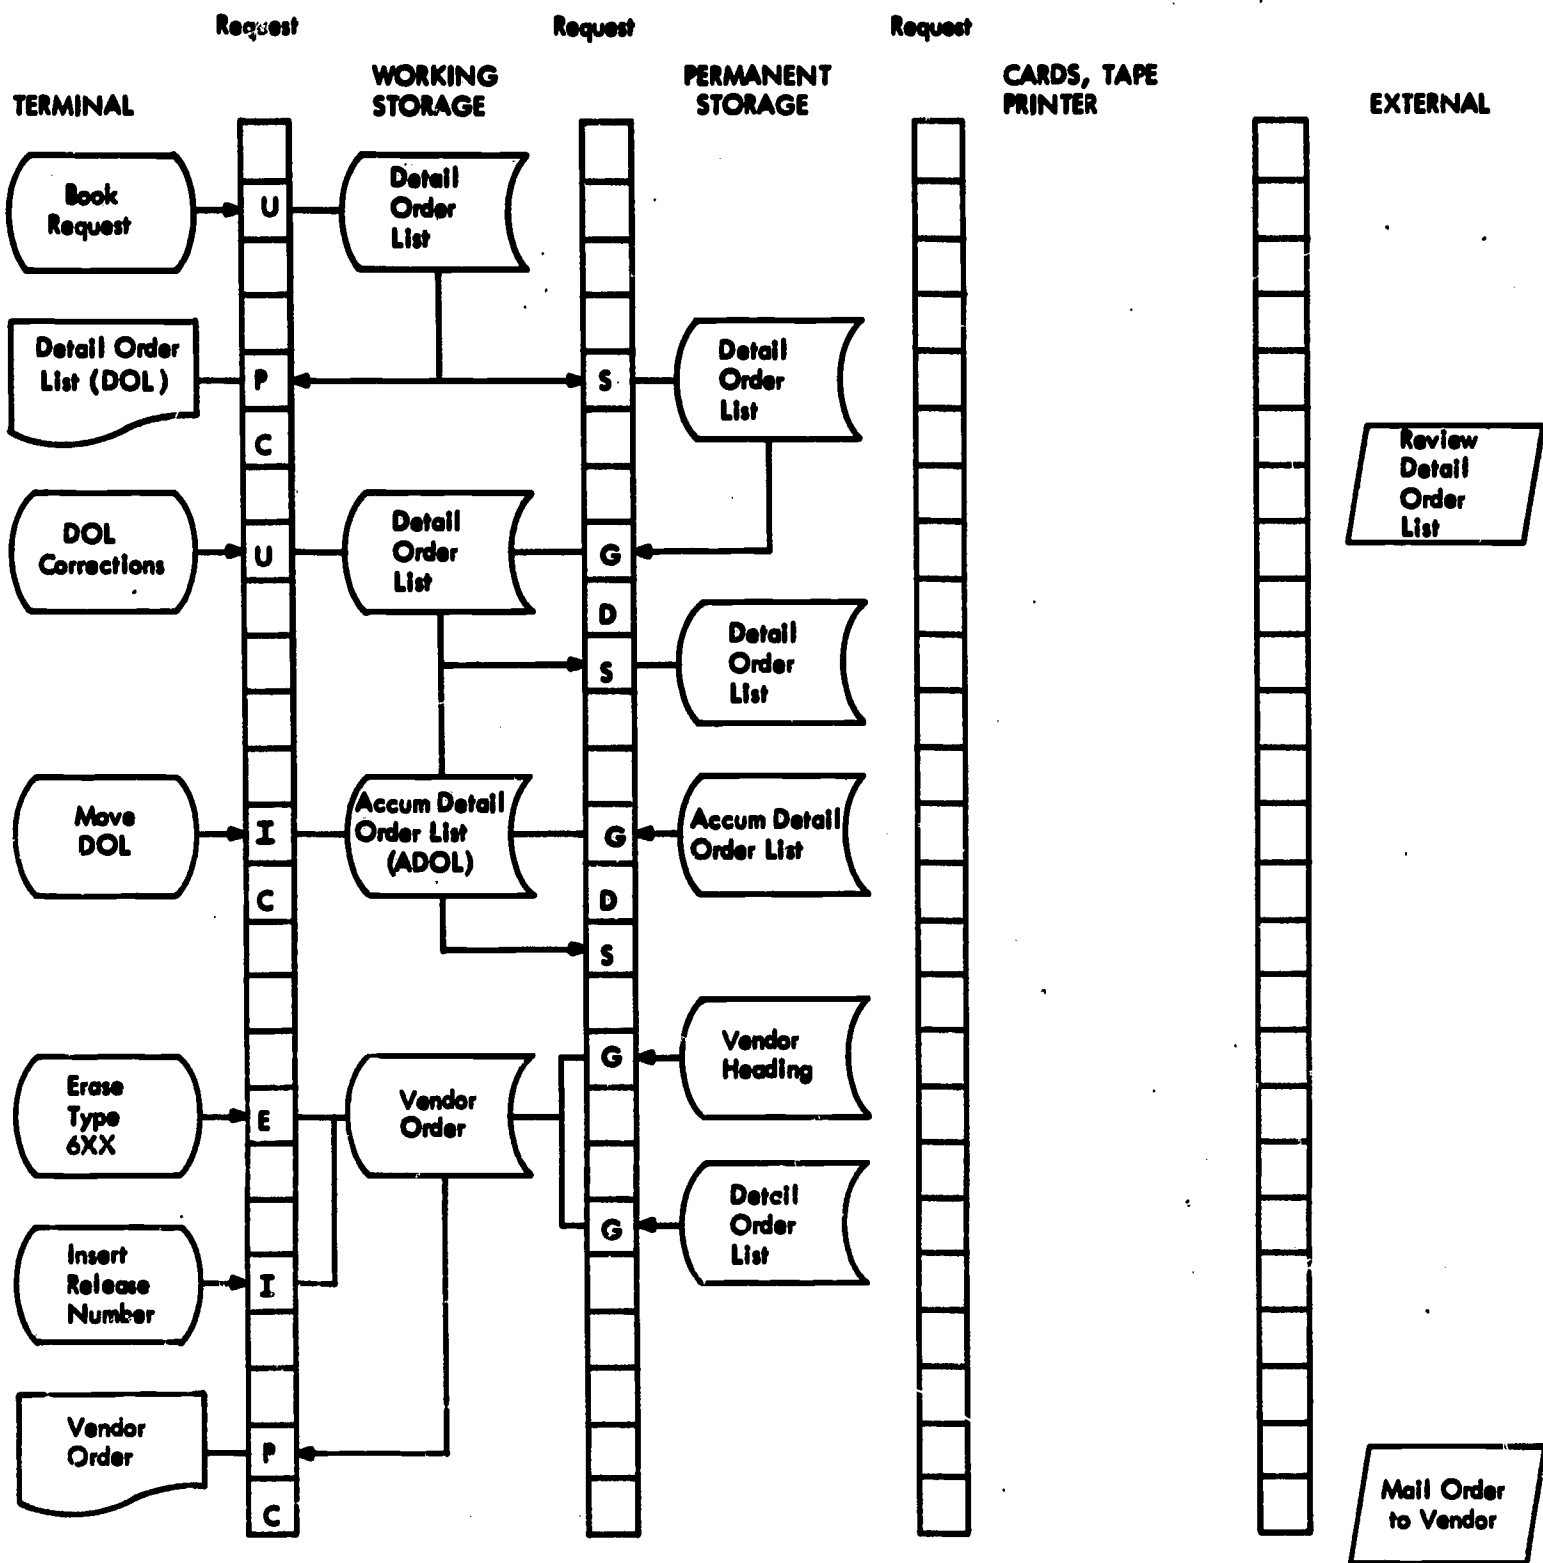 Request
Request
Request
TERMINAL
WORKING
STORAGE
PERMANENT
STORAGE
CARDS, TAPE
PRINTER
EXTERNAL
Book
Request
U
Detail
Order
List
Detail Order
List (DOL)
P
S
Detail
Order
List
C
Review
Detail
Order
List
DOL
Corrections
U
Detail
Order
List
G
D
S
Detail
Order
List
Move
DOL
I
Accum Detail
Order List
(ADOL)
G
Accum Detail
Order List
C
D
S
G
Vendor
Heading
Erase
Type
6XX
E
Vendor
Order
G
Detail
Order
List
Insert
Release
Number
I
Vendor
Order
P
C
Mail Order
to Vendor